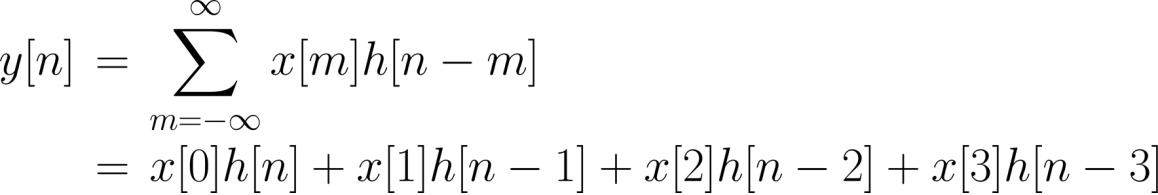 y[n] = ∑_{m=-∞}^{∞} x[m]h[n − m]
= x[0]h[n] + x[1]h[n − 1] + x[2]h[n − 2] + x[3]h[n − 3]